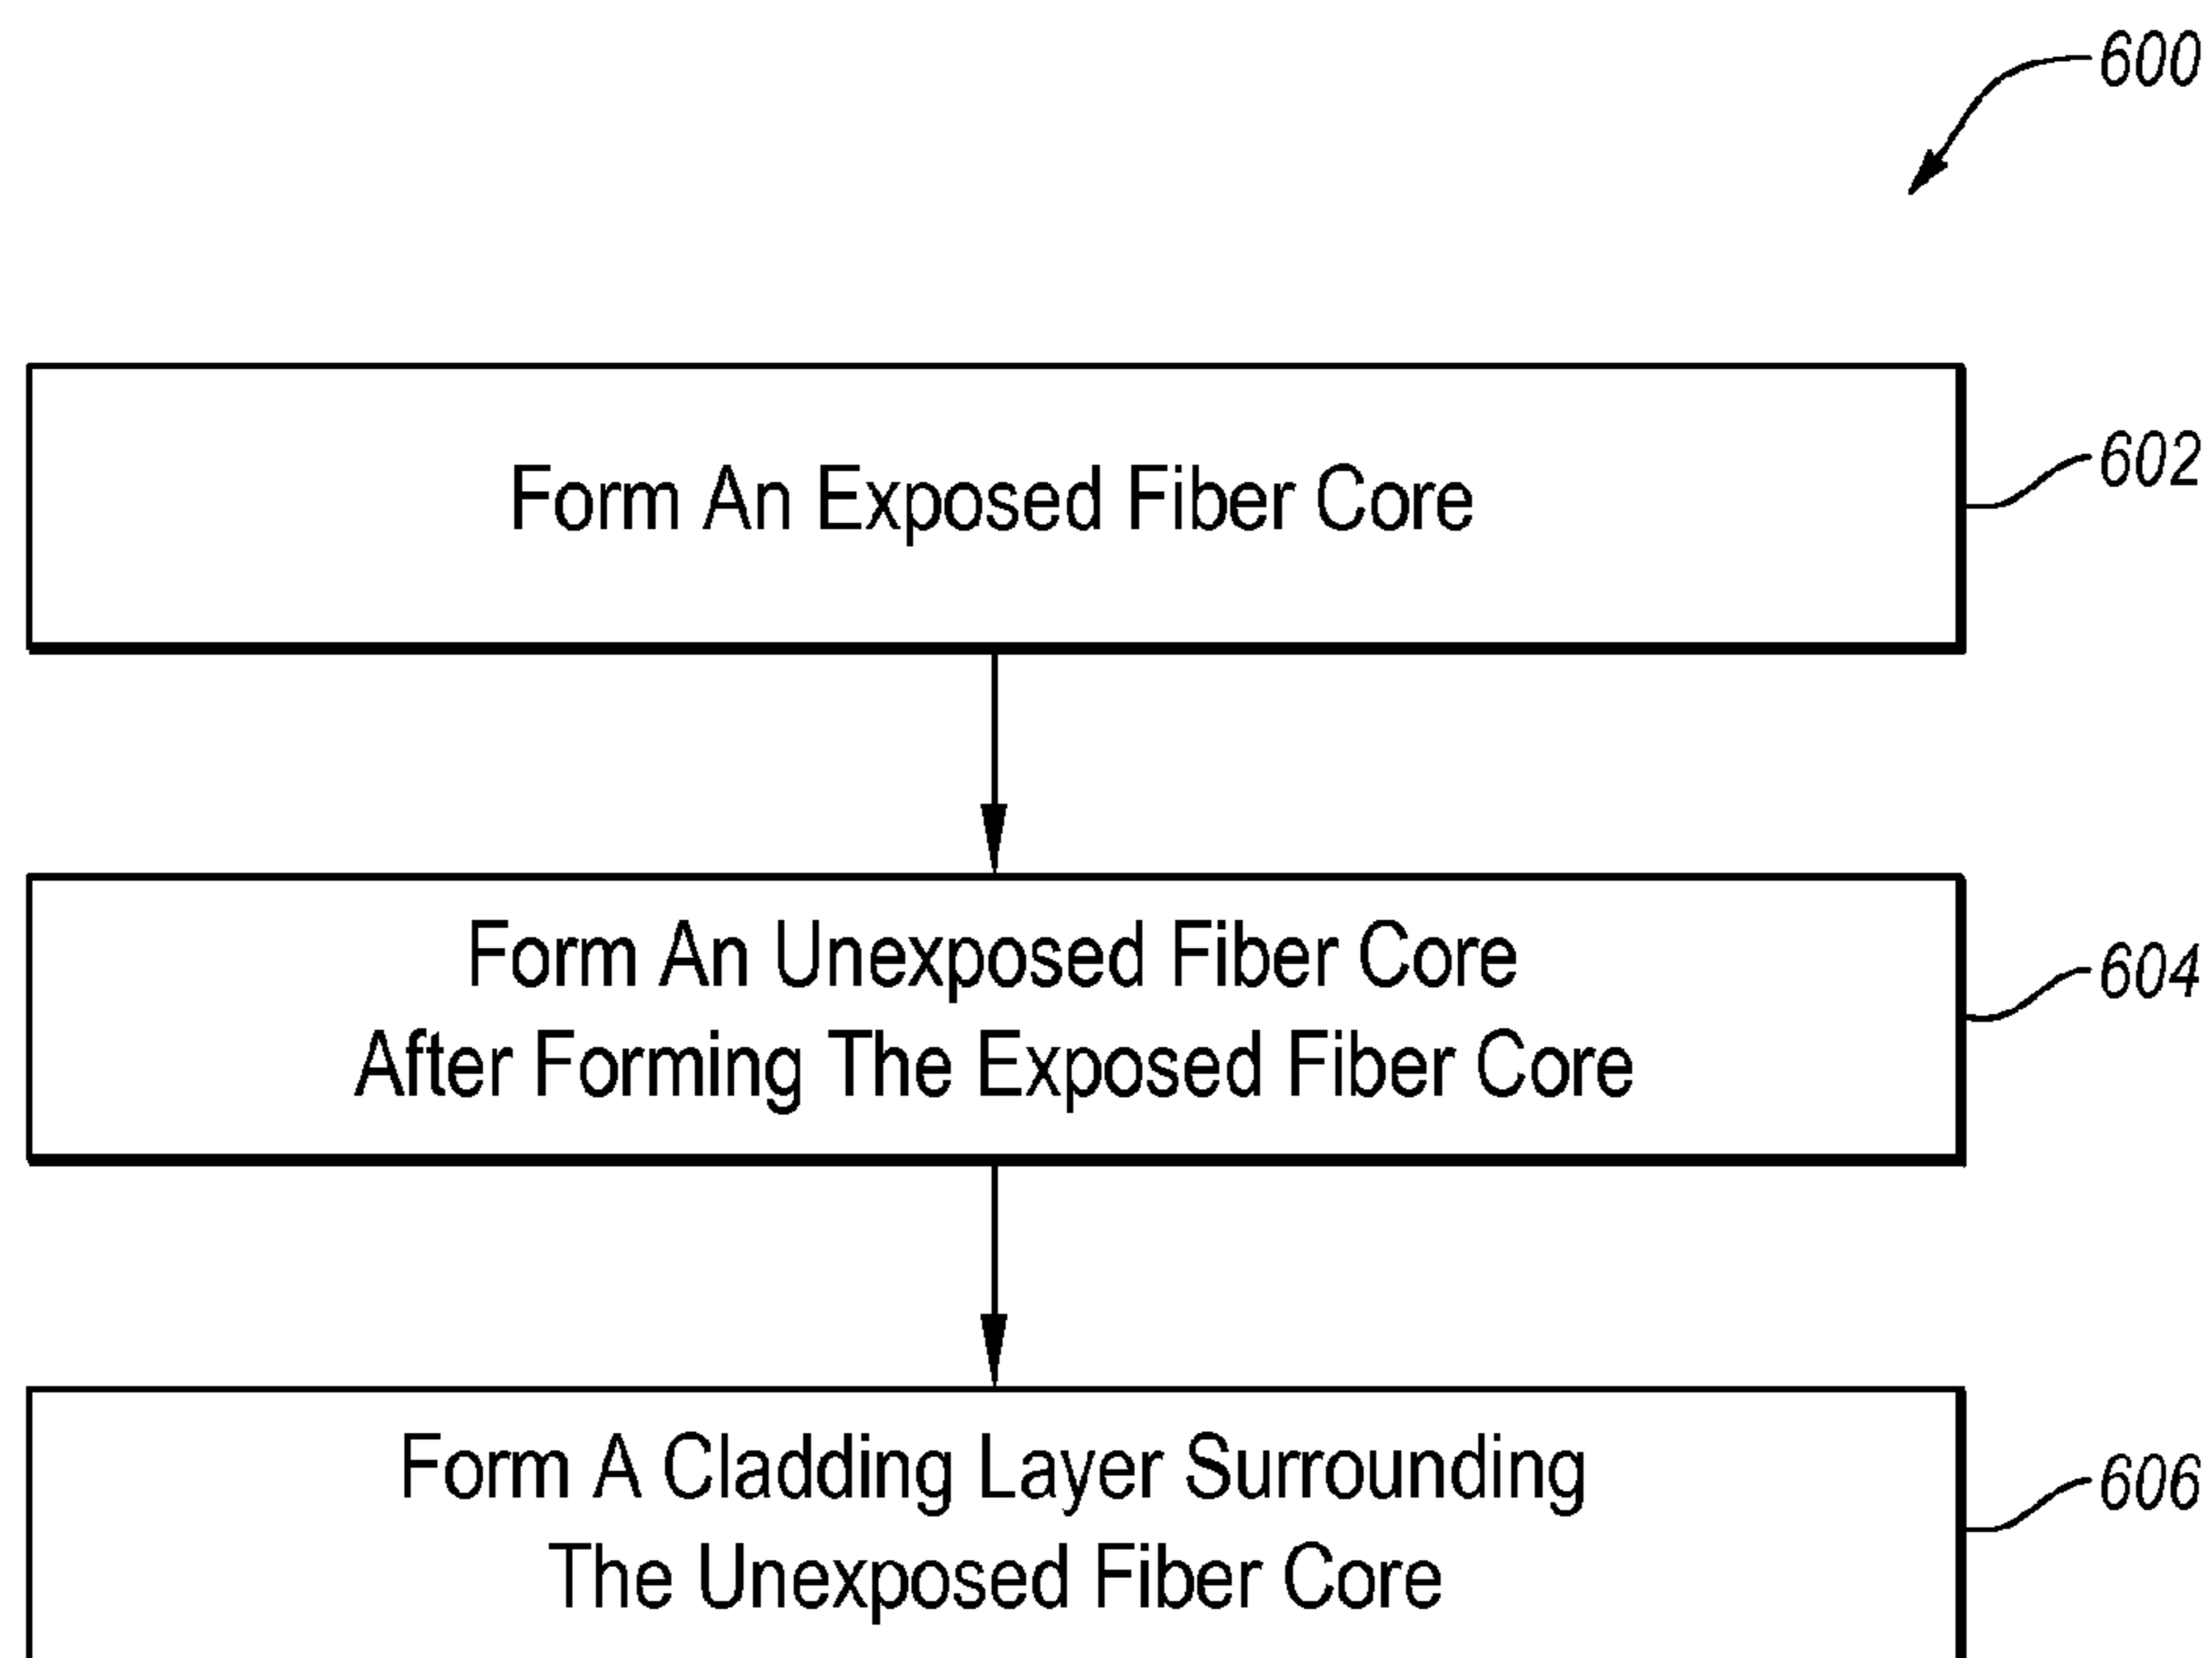 600
Form An Exposed Fiber Core
602
Form An Unexposed Fiber Core
After Forming The Exposed Fiber Core
604
Form A Cladding Layer Surrounding
The Unexposed Fiber Core
606